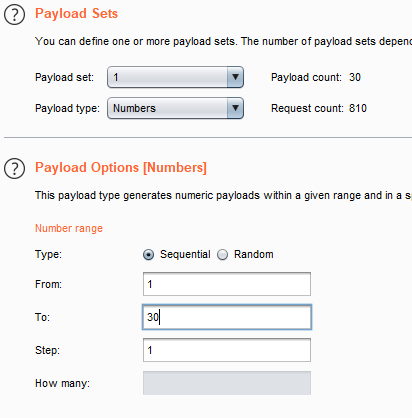 ? Payload Sets
You can define one or more payload sets. The number of payload sets depend
Payload set: 1 Payload count: 30
Payload type: Numbers Request count: 810
? Payload Options [Numbers]
This payload type generates numeric payloads within a given range and in a s
Number range
Type: Sequential Random
From: 1
To: 30
Step: 1
How many: